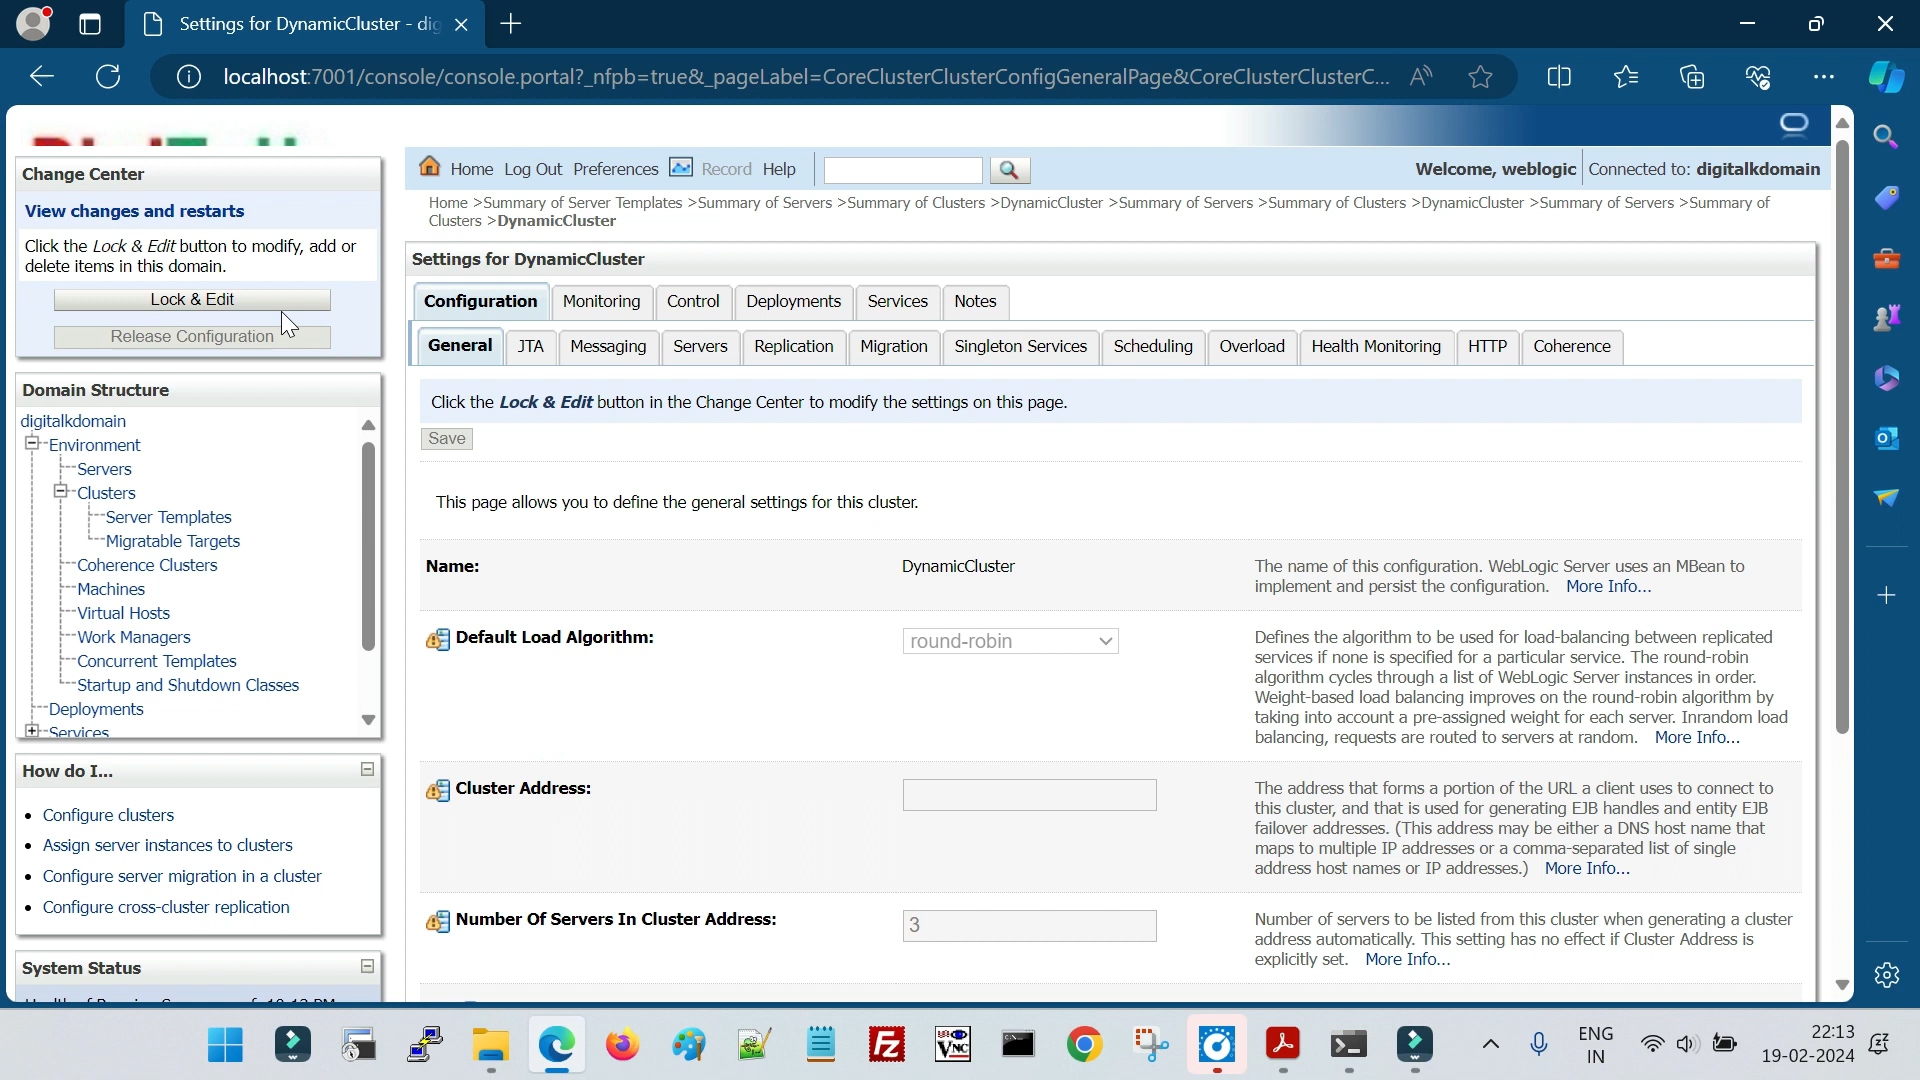 Settings for DynamicCluster - dig
localhost:7001/console/console.portal?_nfpb=true&_pageLabel=CoreClusterClusterConfigGeneralPage&CoreClusterClusterC...
Change Center
View changes and restarts
Click the Lock & Edit button to modify, add or
delete items in this domain.
Lock & Edit
Release Configuration
Domain Structure
digitalkdomain
Environment
Servers
Clusters
Server Templates
Migratable Targets
Coherence Clusters
Machines
Virtual Hosts
Work Managers
Concurrent Templates
Startup and Shutdown Classes
Deployments
Services
How do I...
Configure clusters
Assign server instances to clusters
Configure server migration in a cluster
Configure cross-cluster replication
System Status
Home Log Out Preferences Record Help
Welcome, weblogic Connected to: digitalkdomain
Home >Summary of Server Templates >Summary of Servers >Summary of Clusters >DynamicCluster >Summary of Servers >Summary of Clusters >DynamicCluster >Summary of Servers >Summary of
Clusters >DynamicCluster
Settings for DynamicCluster
Configuration Monitoring Control Deployments Services Notes
General JTA Messaging Servers Replication Migration Singleton Services Scheduling Overload Health Monitoring HTTP Coherence
Click the Lock & Edit button in the Change Center to modify the settings on this page.
Save
This page allows you to define the general settings for this cluster.
Name: DynamicCluster
The name of this configuration. WebLogic Server uses an MBean to
implement and persist the configuration. More Info...
Default Load Algorithm: round-robin
Defines the algorithm to be used for load-balancing between replicated
services if none is specified for a particular service. The round-robin
algorithm cycles through a list of WebLogic Server instances in order.
Weight-based load balancing improves on the round-robin algorithm by
taking into account a pre-assigned weight for each server. Inrandom load
balancing, requests are routed to servers at random. More Info...
Cluster Address:
The address that forms a portion of the URL a client uses to connect to
this cluster, and that is used for generating EJB handles and entity EJB
failover addresses. (This address may be either a DNS host name that
maps to multiple IP addresses or a comma-separated list of single
address host names or IP addresses.) More Info...
Number Of Servers In Cluster Address: 3
Number of servers to be listed from this cluster when generating a cluster
address automatically. This setting has no effect if Cluster Address is
explicitly set. More Info...
ENG
IN
22:13
19-02-2024